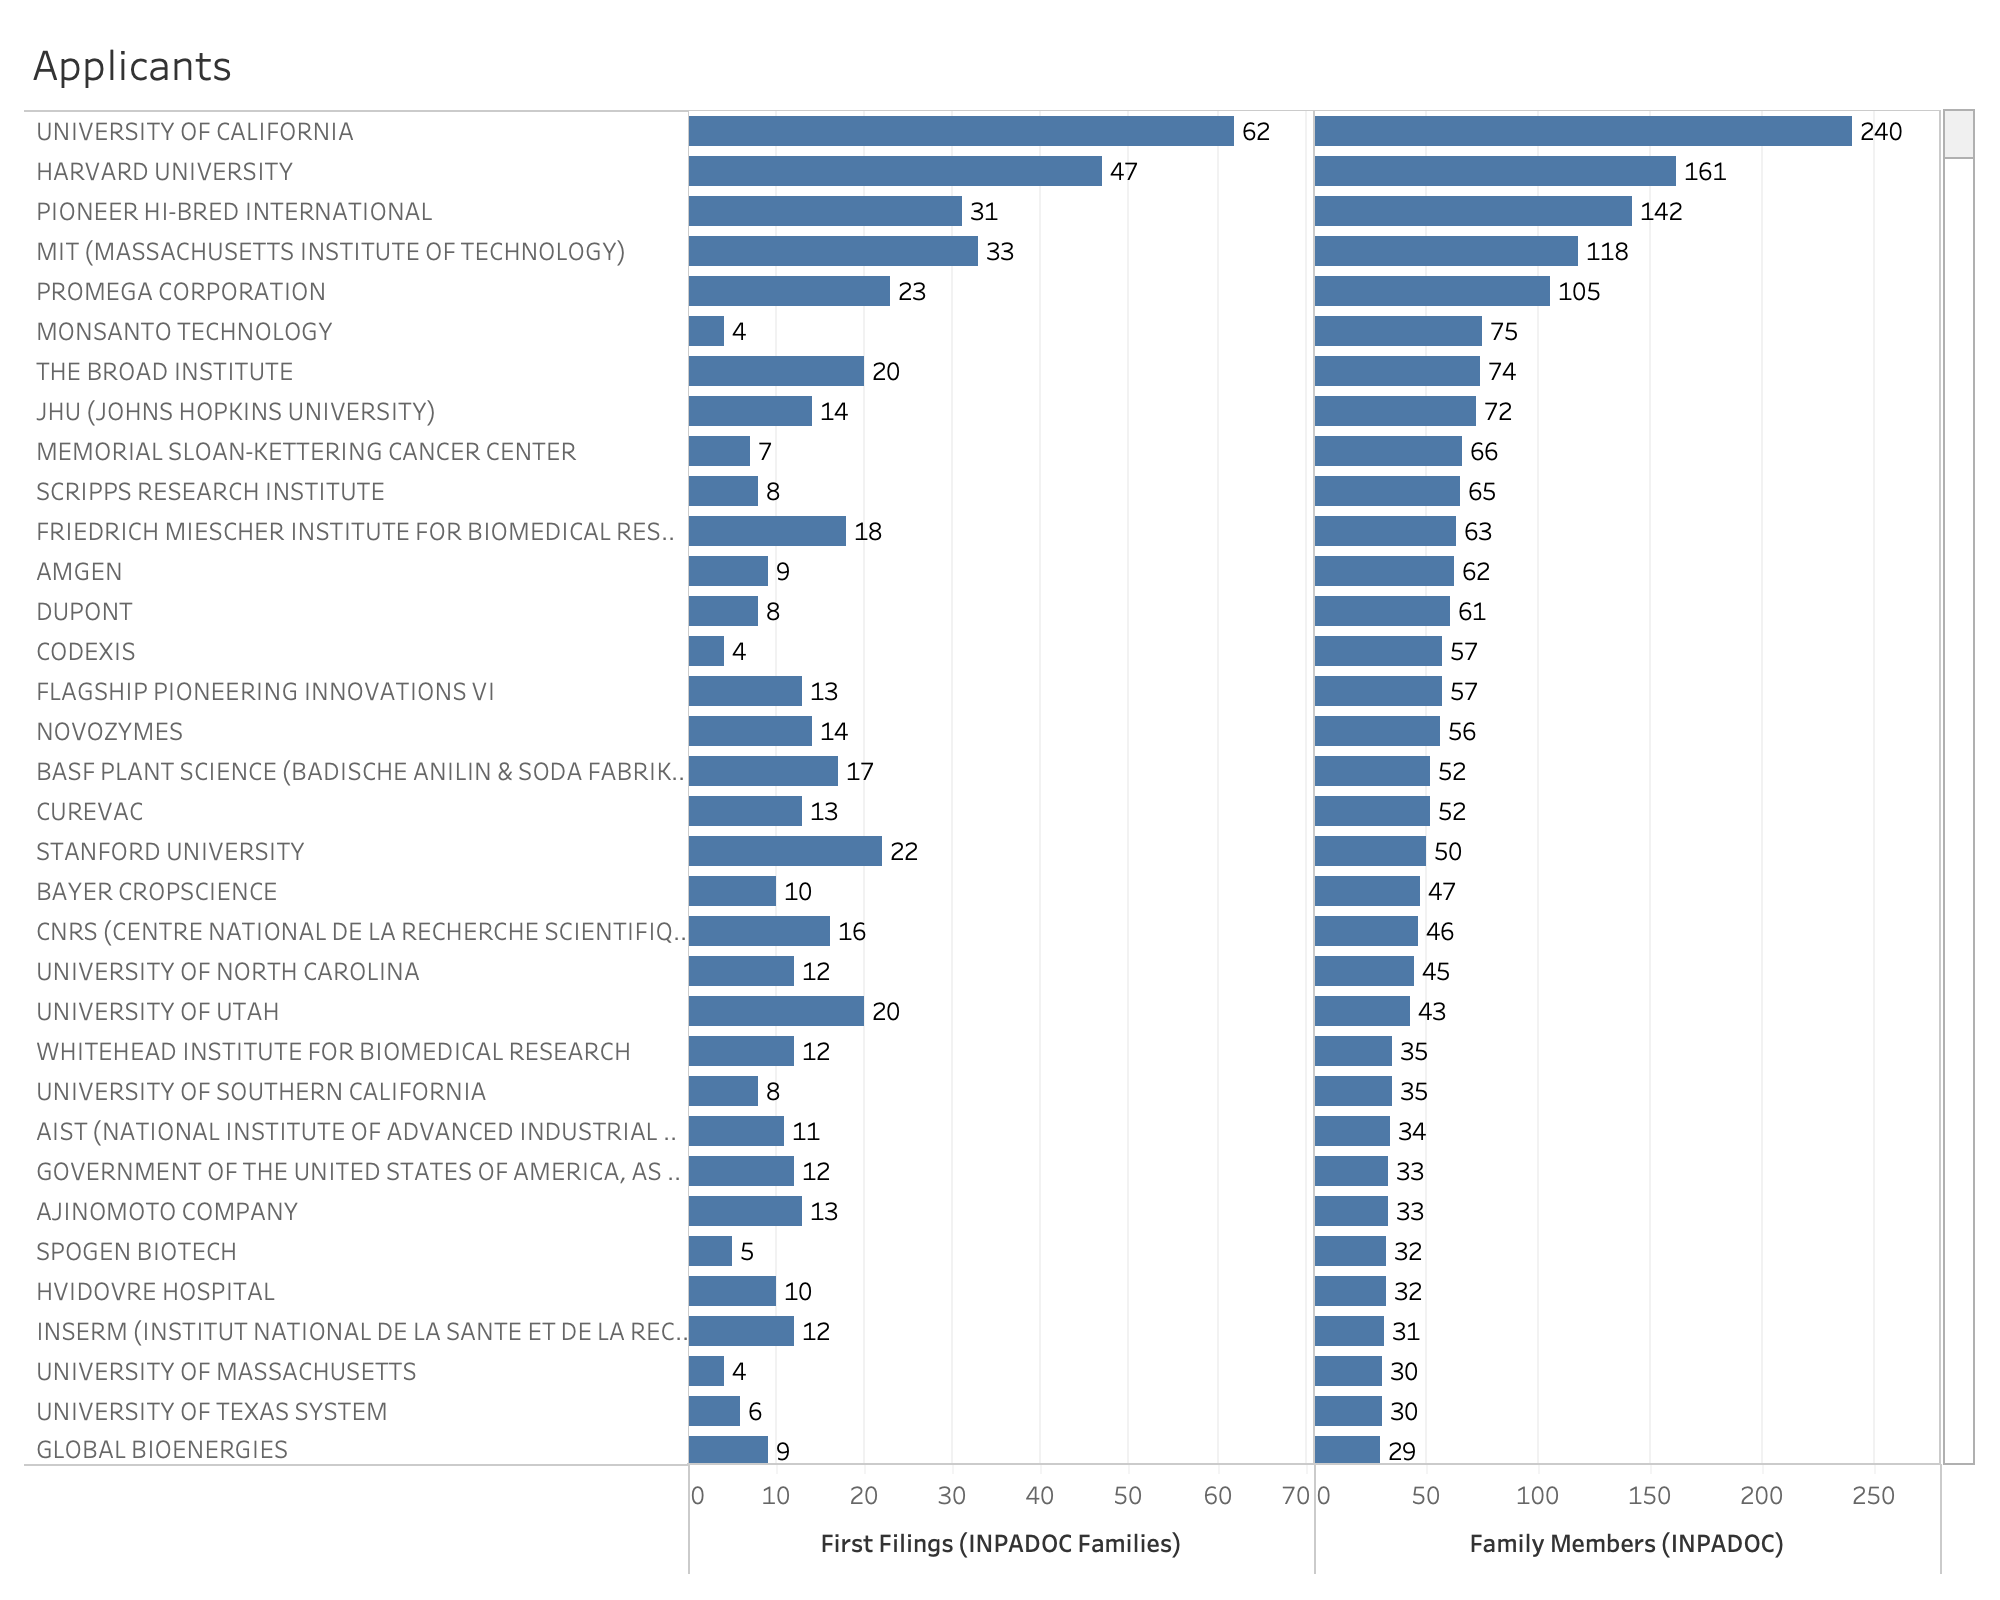 Applicants
UNIVERSITY OF CALIFORNIA 62 240
HARVARD UNIVERSITY 47 161
PIONEER HI-BRED INTERNATIONAL 31 142
MIT (MASSACHUSETTS INSTITUTE OF TECHNOLOGY) 33 118
PROMEGA CORPORATION 23 105
MONSANTO TECHNOLOGY 4 75
THE BROAD INSTITUTE 20 74
JHU (JOHNS HOPKINS UNIVERSITY) 14 72
MEMORIAL SLOAN-KETTERING CANCER CENTER 7 66
SCRIPPS RESEARCH INSTITUTE 8 65
FRIEDRICH MIESCHER INSTITUTE FOR BIOMEDICAL RES.. 18 63
AMGEN 9 62
DUPONT 8 61
CODEXIS 4 57
FLAGSHIP PIONEERING INNOVATIONS VI 13 57
NOVOZYMES 14 56
BASF PLANT SCIENCE (BADISCHE ANILIN & SODA FABRIK.. 17 52
CUREVAC 13 52
STANFORD UNIVERSITY 22 50
BAYER CROPSCIENCE 10 47
CNRS (CENTRE NATIONAL DE LA RECHERCHE SCIENTIFIQ.. 16 46
UNIVERSITY OF NORTH CAROLINA 12 45
UNIVERSITY OF UTAH 20 43
WHITEHEAD INSTITUTE FOR BIOMEDICAL RESEARCH 12 35
UNIVERSITY OF SOUTHERN CALIFORNIA 8 35
AIST (NATIONAL INSTITUTE OF ADVANCED INDUSTRIAL .. 11 34
GOVERNMENT OF THE UNITED STATES OF AMERICA, AS .. 12 33
AJINOMOTO COMPANY 13 33
SPOGEN BIOTECH 5 32
HVIDOVRE HOSPITAL 10 32
INSERM (INSTITUT NATIONAL DE LA SANTE ET DE LA REC.. 12 31
UNIVERSITY OF MASSACHUSETTS 4 30
UNIVERSITY OF TEXAS SYSTEM 6 30
GLOBAL BIOENERGIES 9 29
0 10 20 30 40 50 60 70 0 50 100 150 200 250
First Filings (INPADOC Families) Family Members (INPADOC)